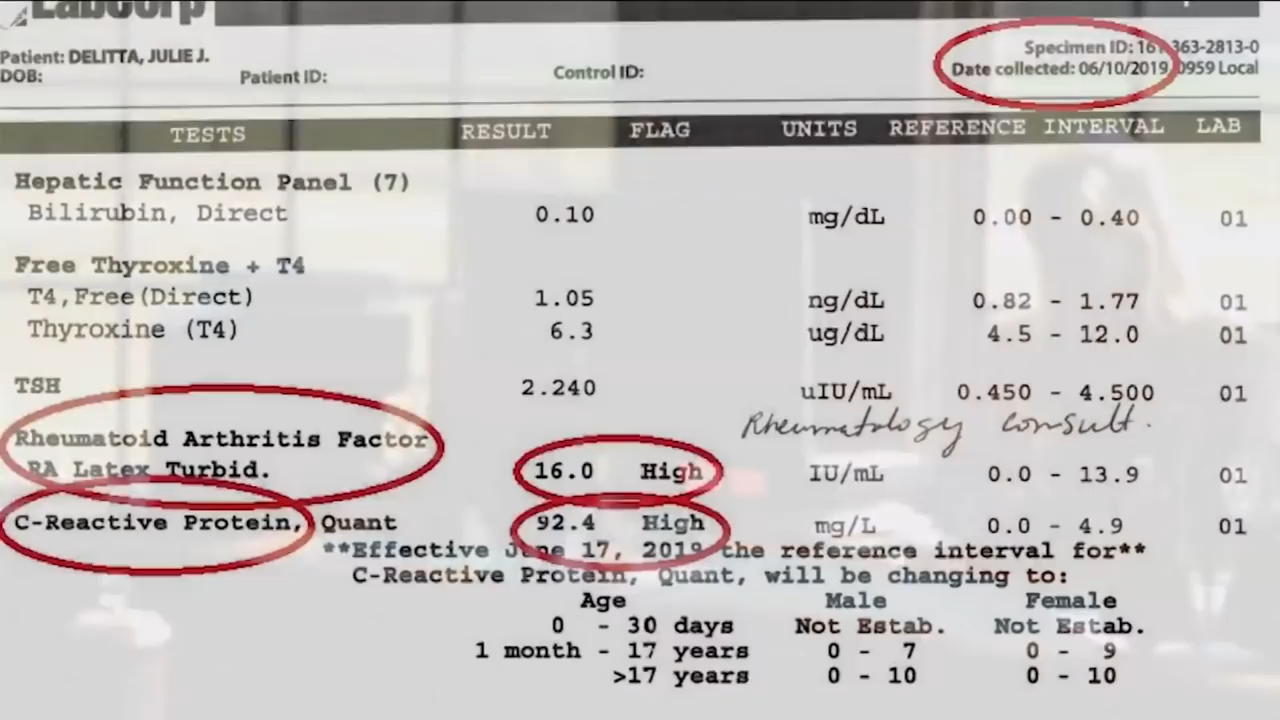 LabCorp
Patient: DELITTA, JULIE J.
DOB: Patient ID: Control ID:
Specimen ID: 161-363-2813-0
Date collected: 06/10/2019 0959 Local
TESTS RESULT FLAG UNITS REFERENCE INTERVAL LAB
Hepatic Function Panel (7)
Bilirubin, Direct 0.10 mg/dL 0.00 - 0.40 01
Free Thyroxine + T4
T4,Free(Direct) 1.05 ng/dL 0.82 - 1.77 01
Thyroxine (T4) 6.3 ug/dL 4.5 - 12.0 01
TSH 2.240 uIU/mL 0.450 - 4.500 01
Rheumatology consult.
Rheumatoid Arthritis Factor
RA Latex Turbid. 16.0 High IU/mL 0.0 - 13.9 01
C-Reactive Protein, Quant 92.4 High mg/L 0.0 - 4.9 01
**Effective June 17, 2019 the reference interval for**
C-Reactive Protein, Quant, will be changing to:
Age Male Female
0 - 30 days Not Estab. Not Estab.
1 month - 17 years 0 - 7 0 - 9
>17 years 0 - 10 0 - 10